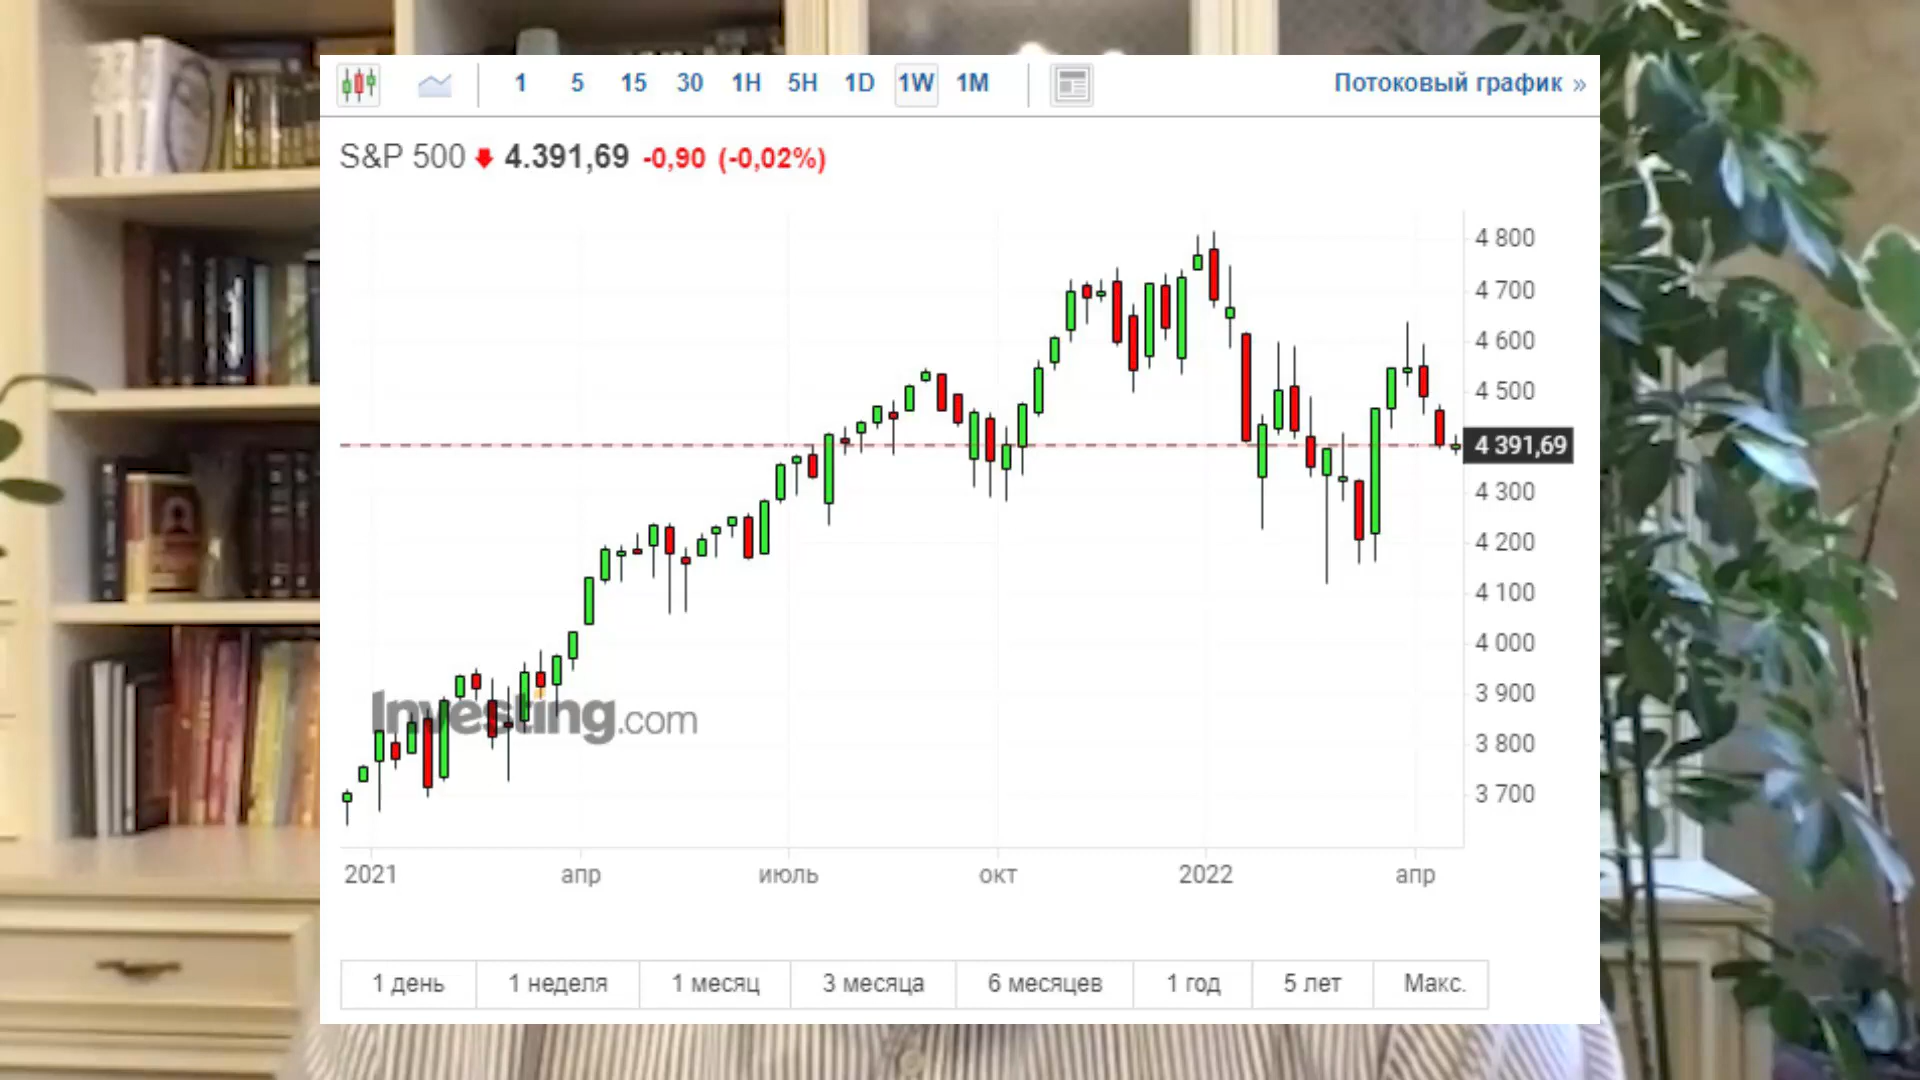 1 5 15 30 1H 5H 1D 1W 1M Потоковый график »
S&P 500 4.391,69 -0,90 (-0,02%)
4 800
4 700
4 600
4 500
4 391,69
4 300
4 200
4 100
4 000
3 900
3 800
3 700
Investing.com
2021 апр июль окт 2022 апр
1 день 1 неделя 1 месяц 3 месяца 6 месяцев 1 год 5 лет Макс.